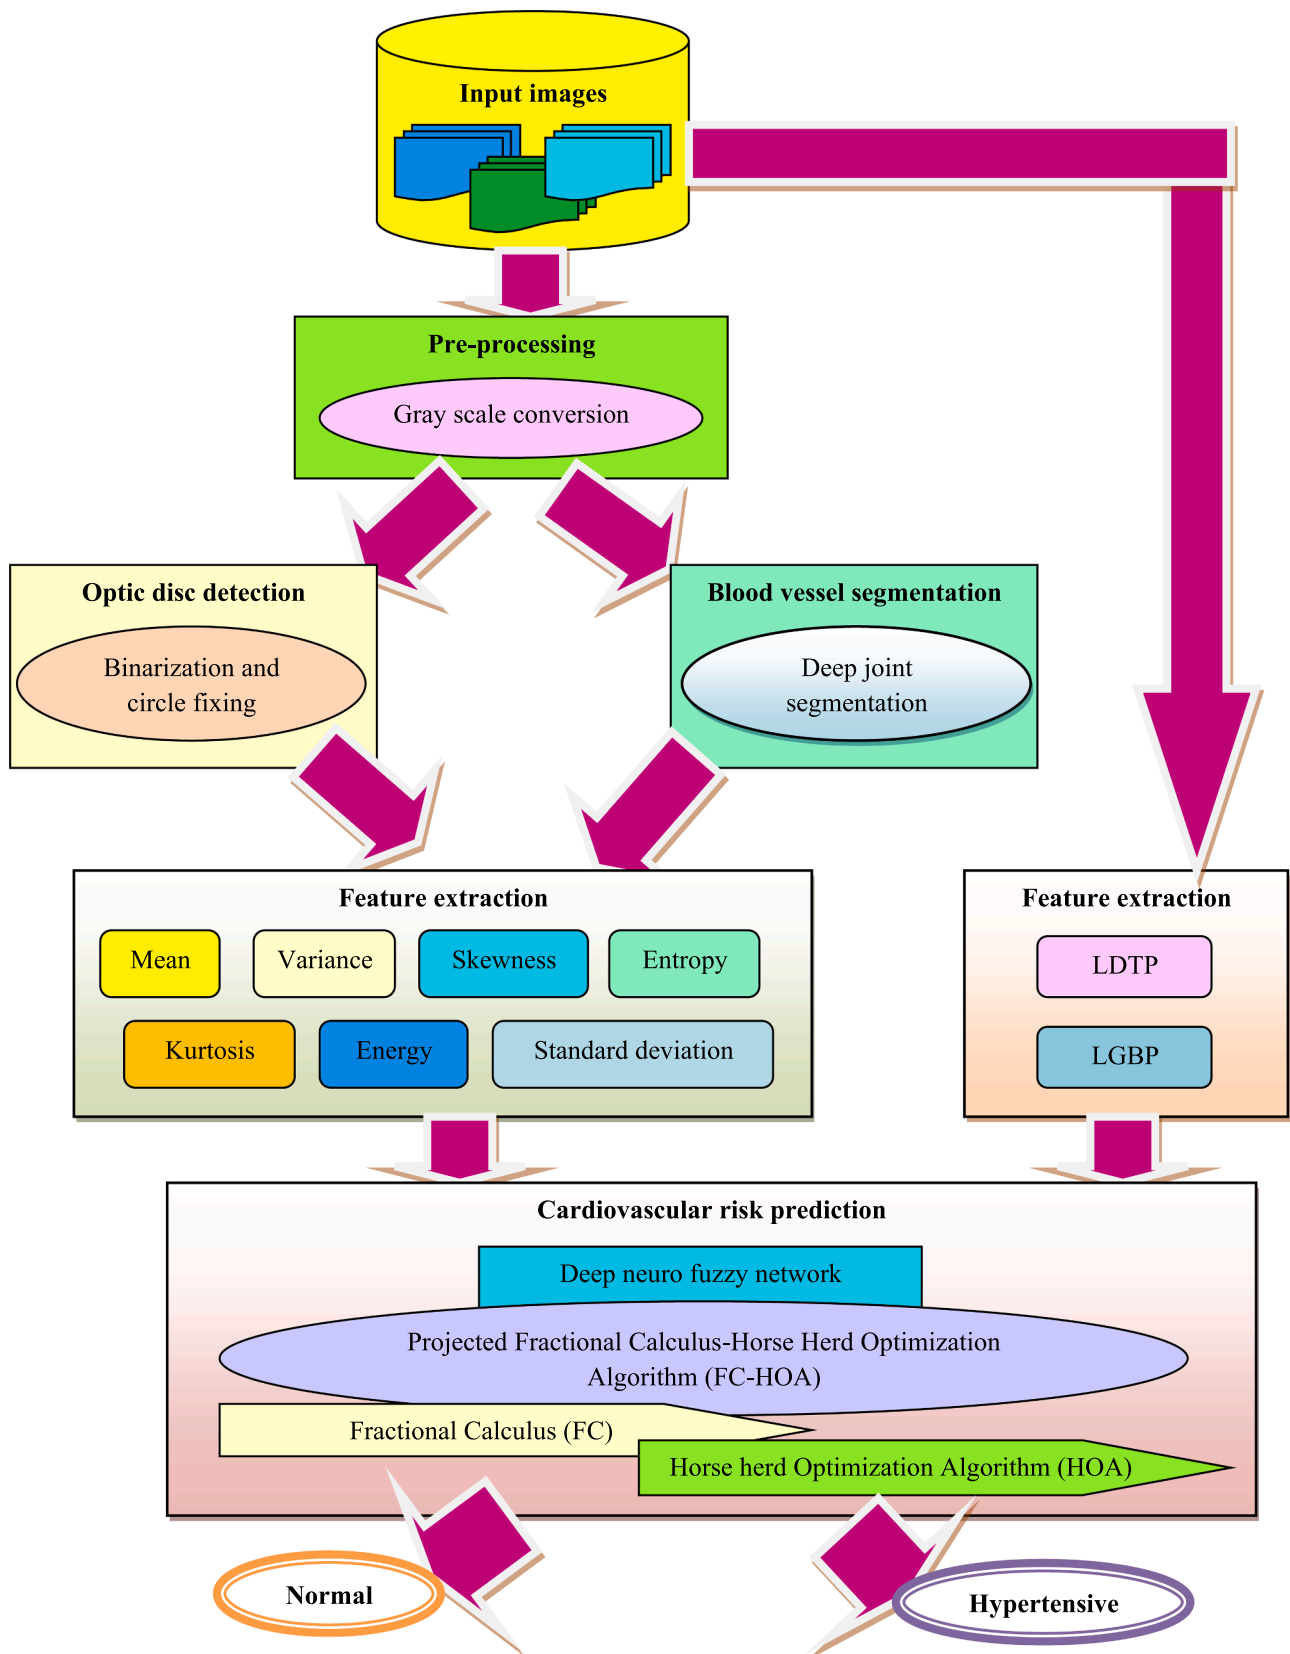 Input images
Pre-processing
Gray scale conversion
Optic disc detection
Binarization and
circle fixing
Blood vessel segmentation
Deep joint
segmentation
Feature extraction
Mean
Variance
Skewness
Entropy
Kurtosis
Energy
Standard deviation
Feature extraction
LDTP
LGBP
Cardiovascular risk prediction
Deep neuro fuzzy network
Projected Fractional Calculus-Horse Herd Optimization
Algorithm (FC-HOA)
Fractional Calculus (FC)
Horse herd Optimization Algorithm (HOA)
Normal
Hypertensive